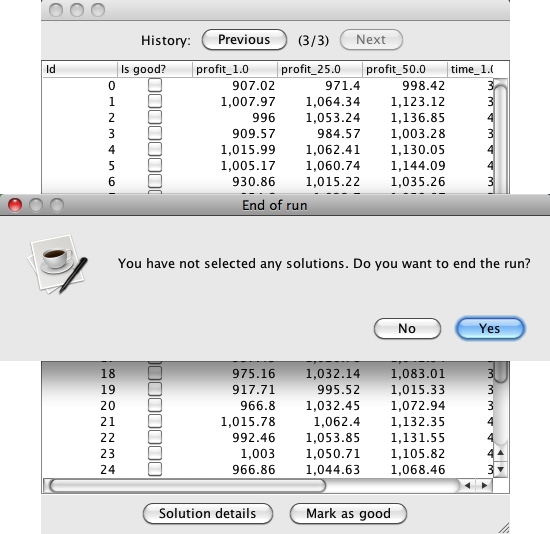 History: Previous (3/3) Next
Id Is good? profit_1.0 profit_25.0 profit_50.0
0 907.02 971.4 998.42 3
1 1,007.97 1,064.34 1,123.12 3
2 996 1,053.24 1,136.85 4
3 909.57 984.57 1,003.28 3
4 1,015.99 1,062.41 1,130.05 4
5 1,005.17 1,060.74 1,144.09 4
6 930.86 1,015.22 1,035.26 3
End of run
You have not selected any solutions. Do you want to end the run?
No Yes
18 975.16 1,032.14 1,083.01 3
19 917.71 995.52 1,015.33 4
20 966.8 1,032.45 1,072.94 3
21 1,015.78 1,062.4 1,132.35 4
22 992.46 1,053.85 1,131.55 4
23 1,003 1,050.71 1,105.82 4
24 966.86 1,044.63 1,068.46 3
Solution details Mark as good